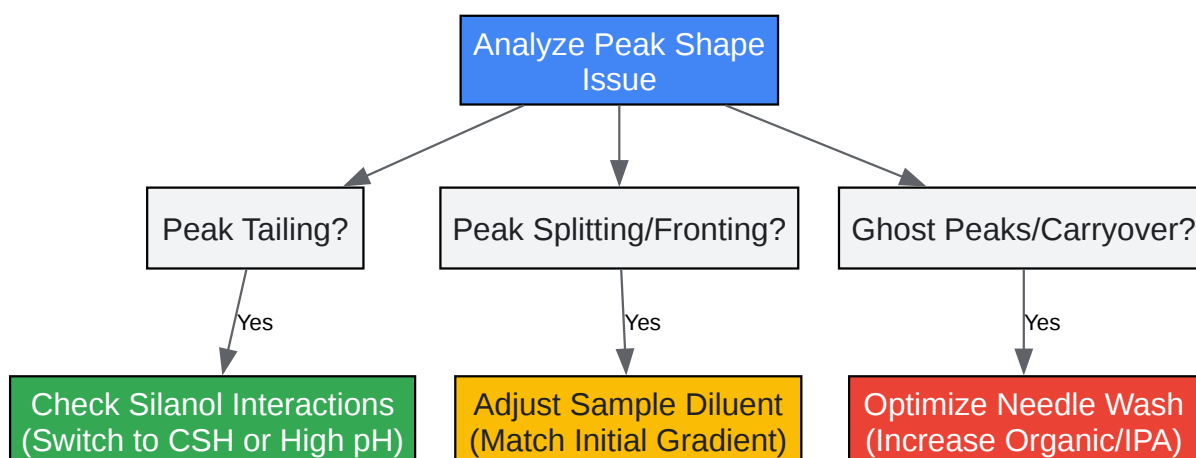 Analyze Peak Shape
Issue
Peak Tailing?
Peak Splitting/Fronting?
Ghost Peaks/Carryover?
Yes
Yes
Yes
Check Silanol Interactions
(Switch to CSH or High pH)
Adjust Sample Diluent
(Match Initial Gradient)
Optimize Needle Wash
(Increase Organic/IPA)